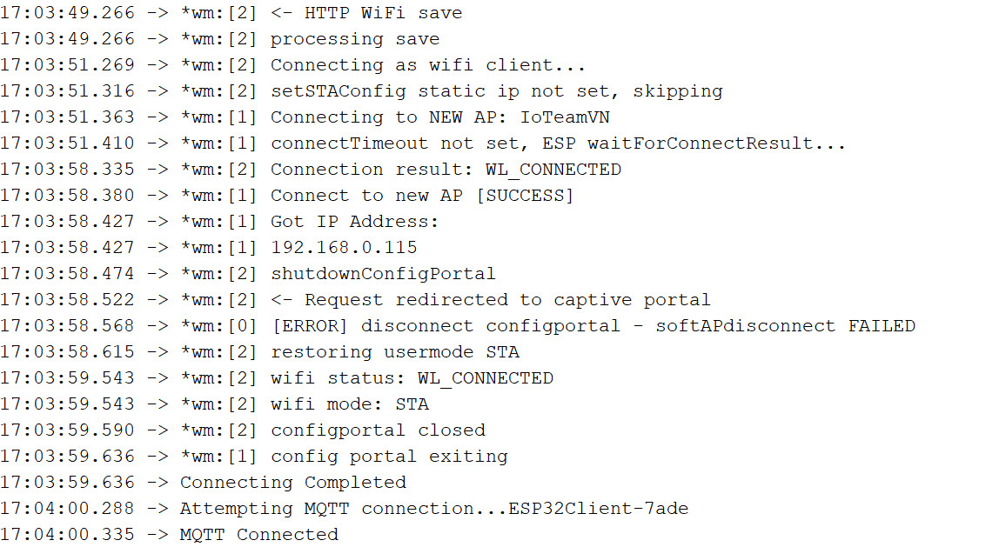 17:03:49.266 -> *wm:[2] <- HTTP WiFi save
17:03:49.266 -> *wm:[2] processing save
17:03:51.269 -> *wm:[2] Connecting as wifi client...
17:03:51.316 -> *wm:[2] setSTAConfig static ip not set, skipping
17:03:51.363 -> *wm:[1] Connecting to NEW AP: IoTeamVN
17:03:51.410 -> *wm:[1] connectTimeout not set, ESP waitForConnectResult...
17:03:58.335 -> *wm:[2] Connection result: WL_CONNECTED
17:03:58.380 -> *wm:[1] Connect to new AP [SUCCESS]
17:03:58.427 -> *wm:[1] Got IP Address:
17:03:58.427 -> *wm:[1] 192.168.0.115
17:03:58.474 -> *wm:[2] shutdownConfigPortal
17:03:58.522 -> *wm:[2] <- Request redirected to captive portal
17:03:58.568 -> *wm:[0] [ERROR] disconnect configportal - softAPdisconnect FAILED
17:03:58.615 -> *wm:[2] restoring usermode STA
17:03:59.543 -> *wm:[2] wifi status: WL_CONNECTED
17:03:59.543 -> *wm:[2] wifi mode: STA
17:03:59.590 -> *wm:[2] configportal closed
17:03:59.636 -> *wm:[1] config portal exiting
17:03:59.636 -> Connecting Completed
17:04:00.288 -> Attempting MQTT connection...ESP32Client-7ade
17:04:00.335 -> MQTT Connected